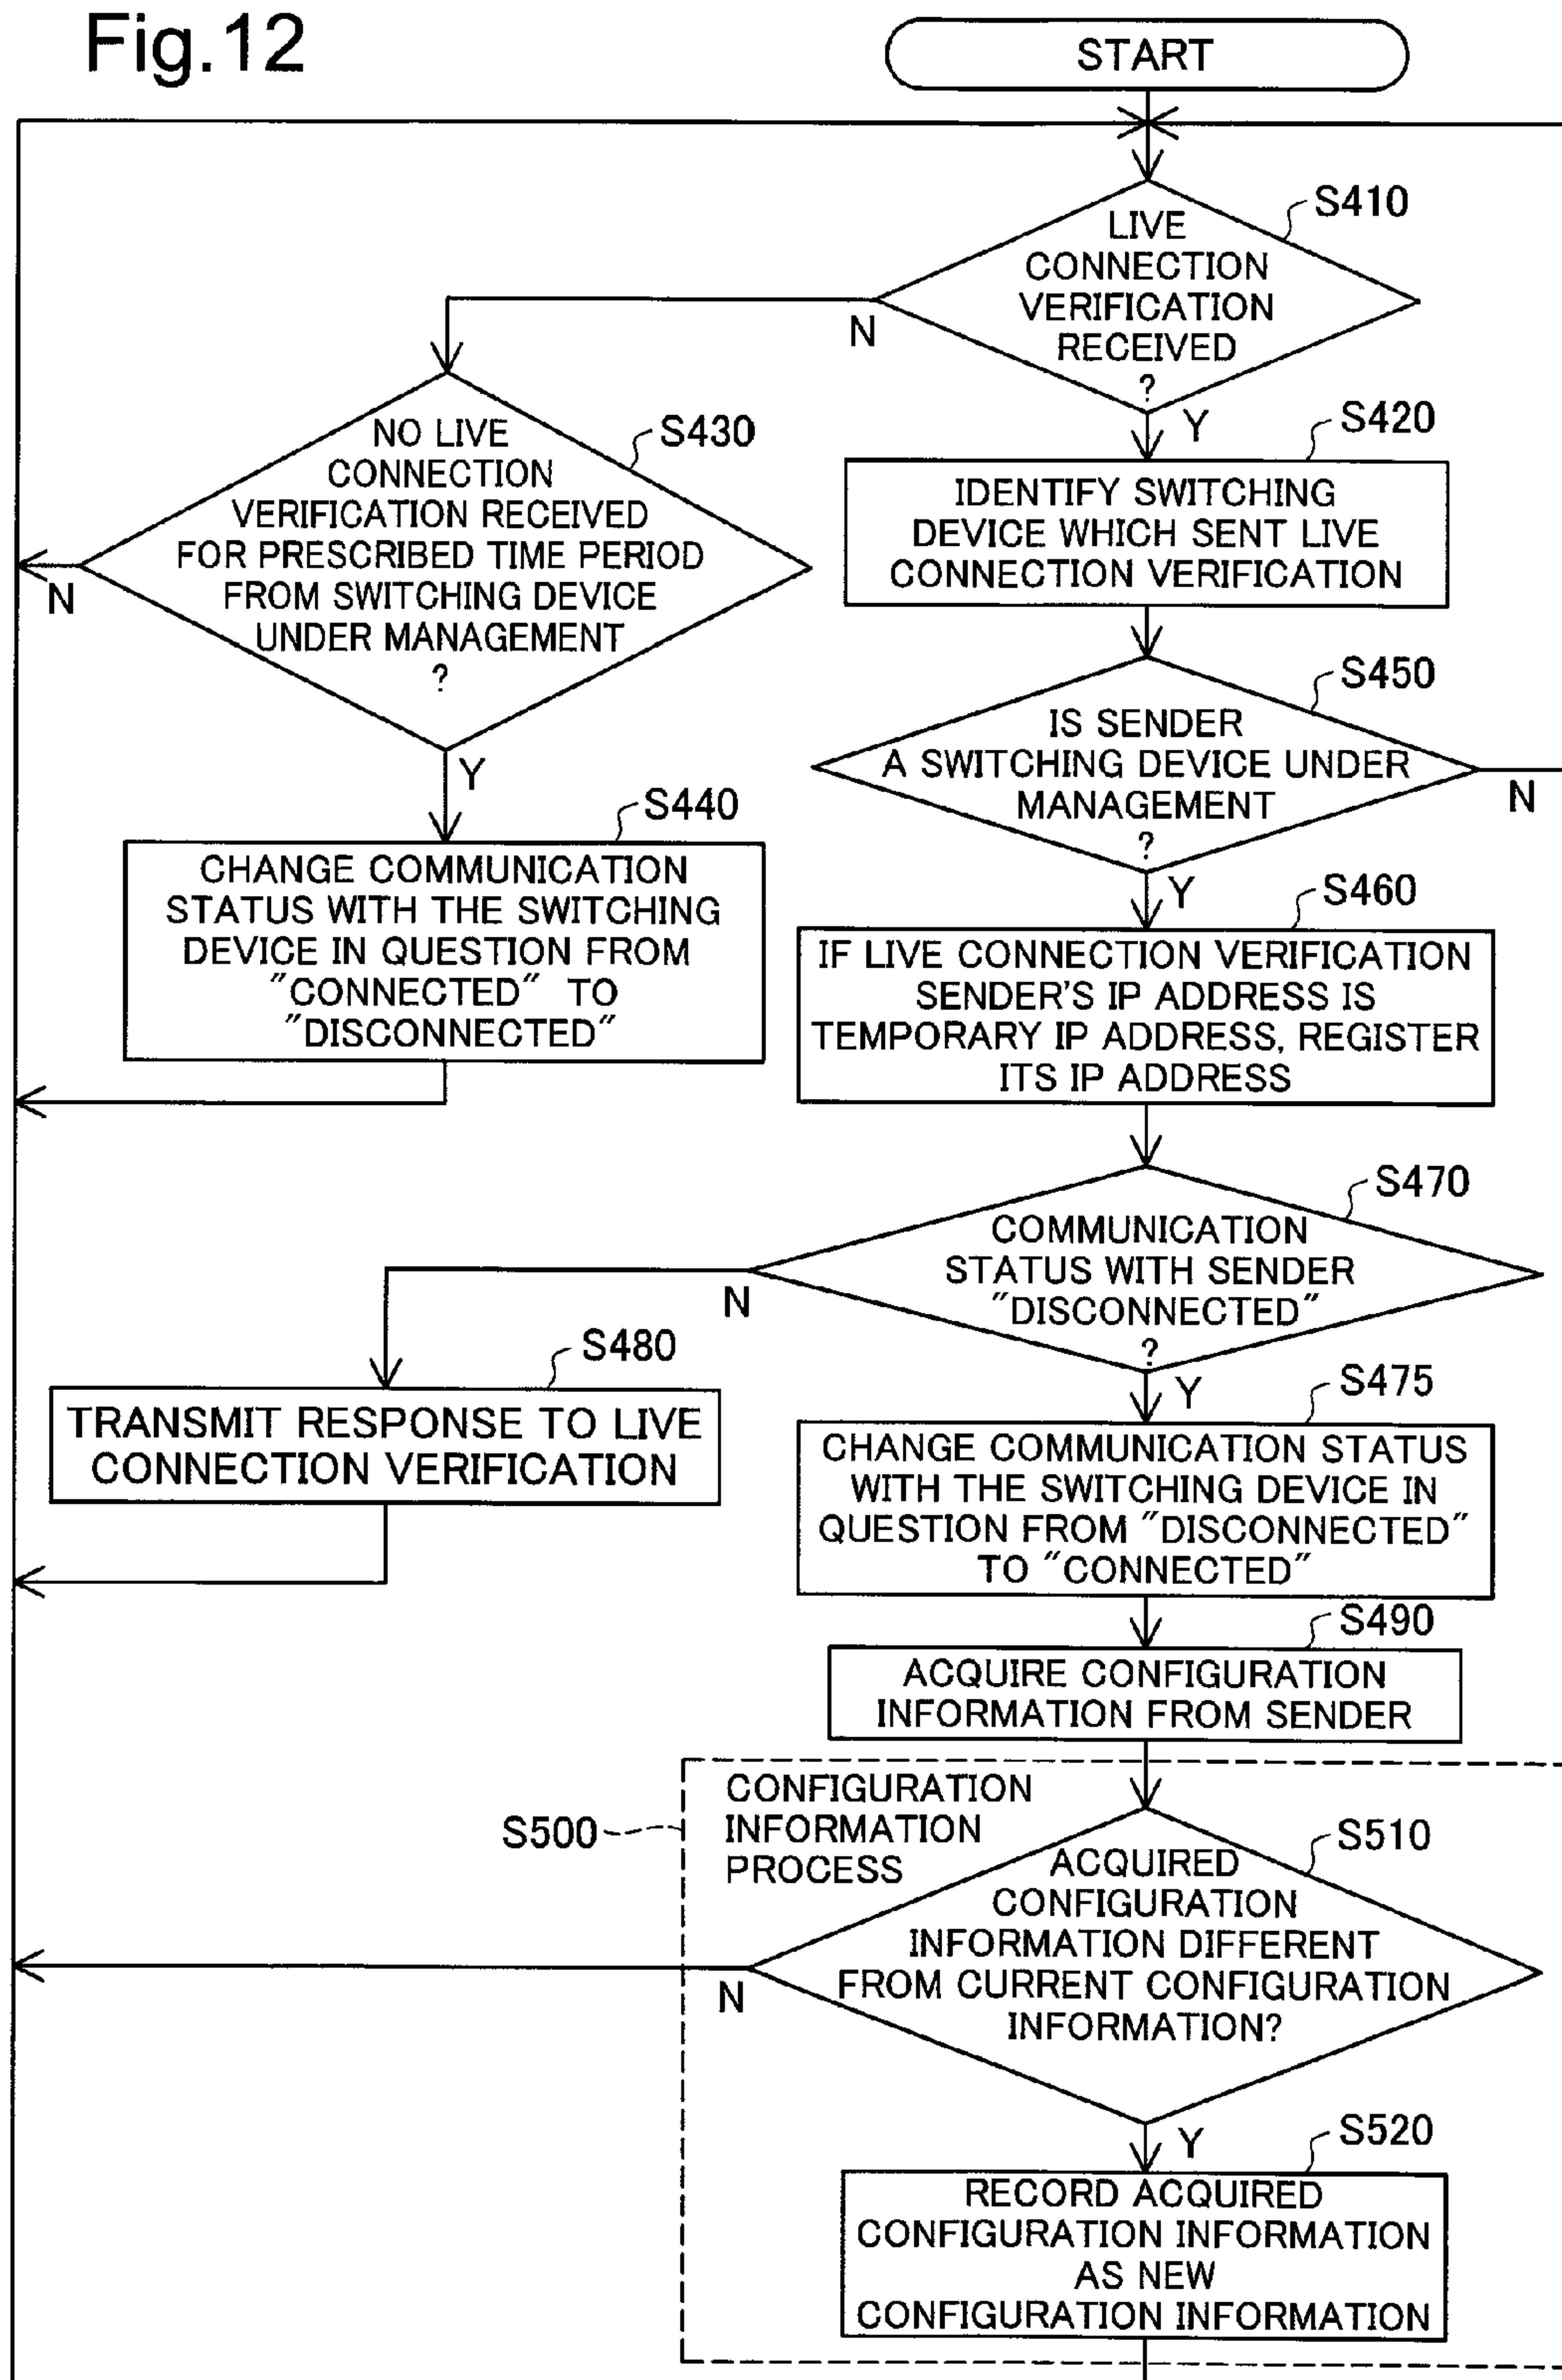 Fig.12
START
S410
LIVE
CONNECTION
VERIFICATION
RECEIVED
?
N
Y
S430
NO LIVE
CONNECTION
VERIFICATION RECEIVED
FOR PRESCRIBED TIME PERIOD
FROM SWITCHING DEVICE
UNDER MANAGEMENT
?
N
Y
S420
IDENTIFY SWITCHING
DEVICE WHICH SENT LIVE
CONNECTION VERIFICATION
S450
IS SENDER
A SWITCHING DEVICE UNDER
MANAGEMENT
?
N
Y
S440
CHANGE COMMUNICATION
STATUS WITH THE SWITCHING
DEVICE IN QUESTION FROM
"CONNECTED" TO
"DISCONNECTED"
S460
IF LIVE CONNECTION VERIFICATION
SENDER'S IP ADDRESS IS
TEMPORARY IP ADDRESS, REGISTER
ITS IP ADDRESS
S470
COMMUNICATION
STATUS WITH SENDER
"DISCONNECTED"
?
N
Y
S480
TRANSMIT RESPONSE TO LIVE
CONNECTION VERIFICATION
S475
CHANGE COMMUNICATION STATUS
WITH THE SWITCHING DEVICE IN
QUESTION FROM "DISCONNECTED"
TO "CONNECTED"
S490
ACQUIRE CONFIGURATION
INFORMATION FROM SENDER
S500
CONFIGURATION
INFORMATION
PROCESS
S510
ACQUIRED
CONFIGURATION
INFORMATION DIFFERENT
FROM CURRENT CONFIGURATION
INFORMATION?
N
Y
S520
RECORD ACQUIRED
CONFIGURATION INFORMATION
AS NEW
CONFIGURATION INFORMATION